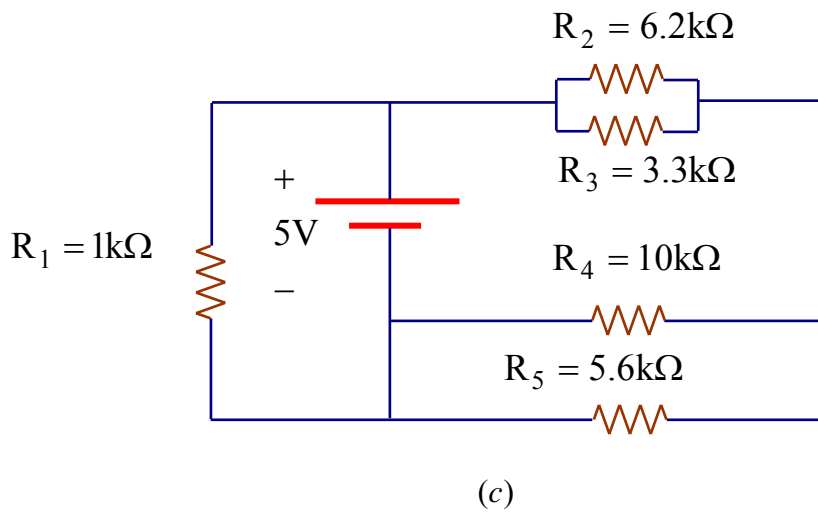 R₂ = 6.2kΩ
R₃ = 3.3kΩ
+
5V
−
R₁ = 1kΩ
R₄ = 10kΩ
R₅ = 5.6kΩ
(c)